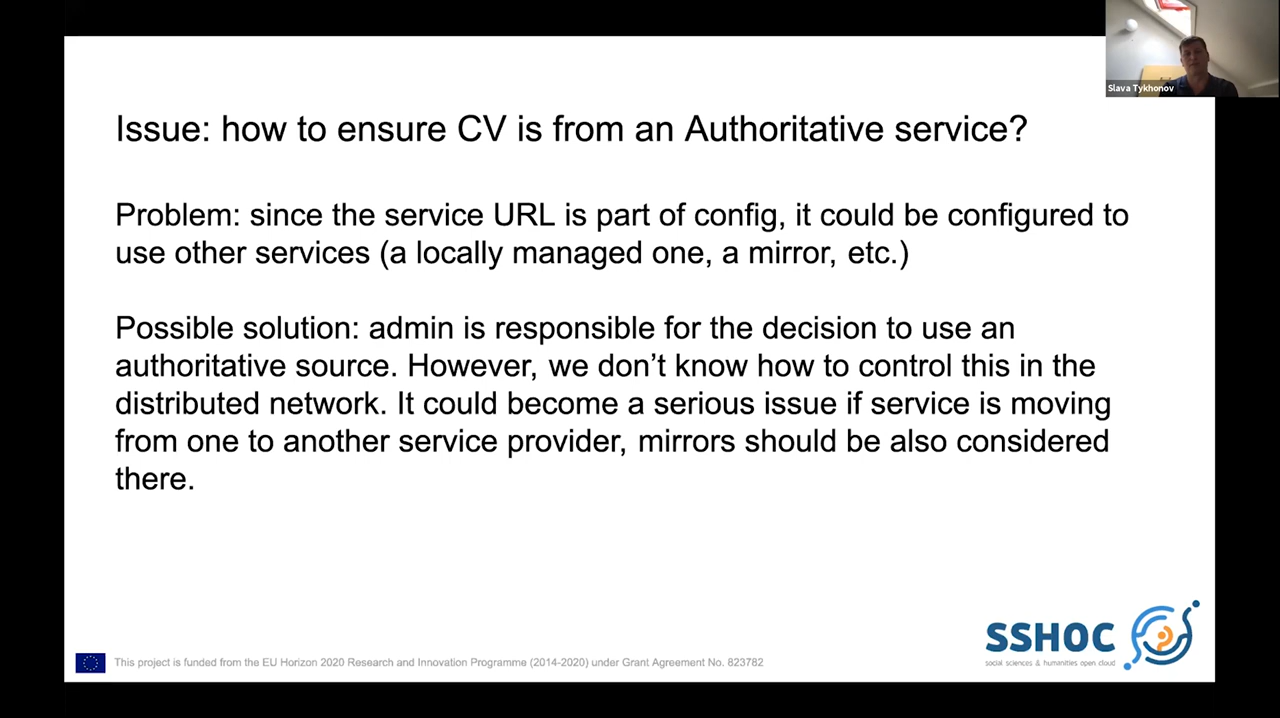 Slava Tykhonov
Issue: how to ensure CV is from an Authoritative service?
Problem: since the service URL is part of config, it could be configured to
use other services (a locally managed one, a mirror, etc.)
Possible solution: admin is responsible for the decision to use an
authoritative source. However, we don’t know how to control this in the
distributed network. It could become a serious issue if service is moving
from one to another service provider, mirrors should be also considered
there.
SSHOC
social sciences & humanities open cloud
This project is funded from the EU Horizon 2020 Research and Innovation Programme (2014-2020) under Grant Agreement No. 823782